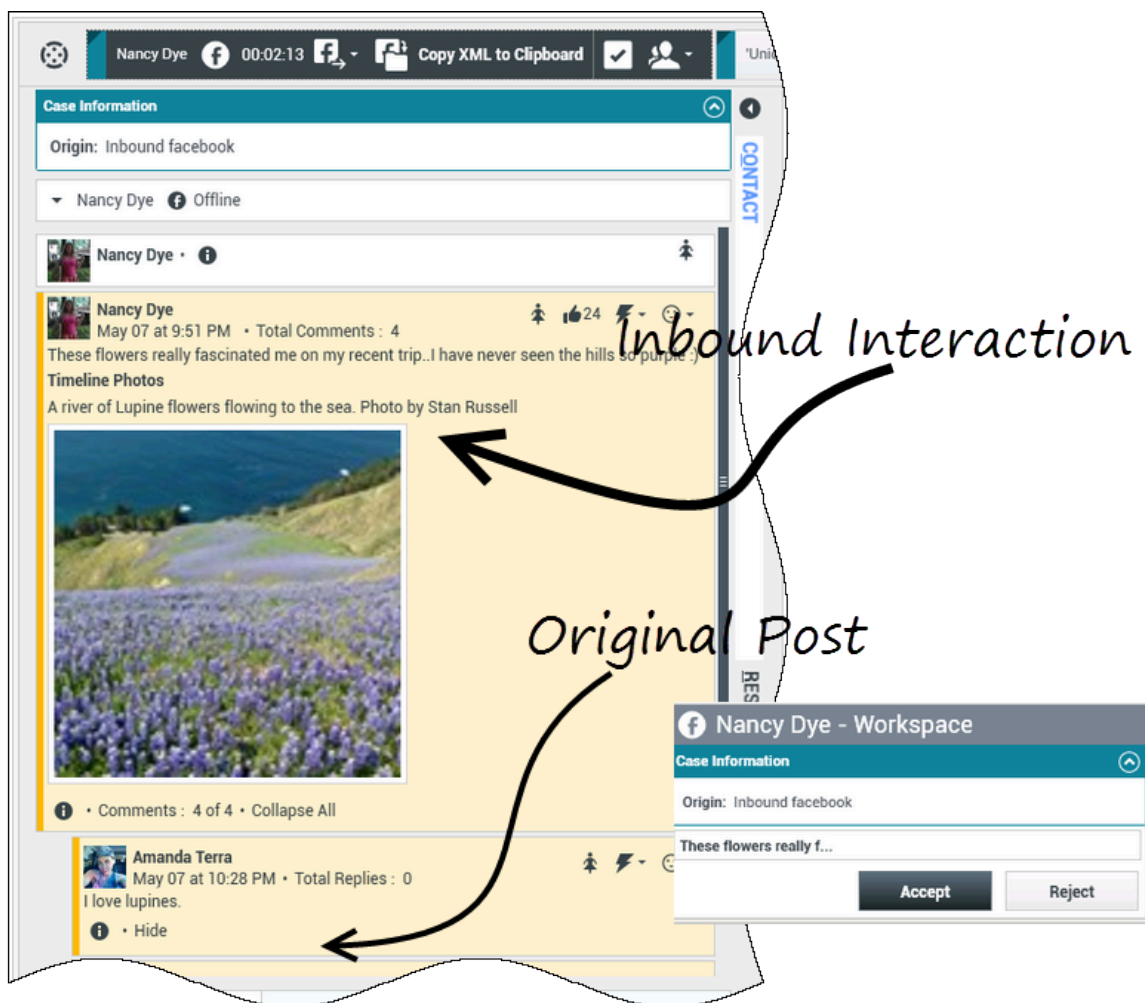 Nancy Dye 00:02:13 Copy XML to Clipboard
Case Information
Origin: Inbound facebook
CONTACT
Nancy Dye Offline
Nancy Dye •
Nancy Dye
24
May 07 at 9:51 PM • Total Comments : 4
Inbound Interaction
These flowers really fascinated me on my recent trip..I have never seen the hills so purple :)
Timeline Photos
A river of Lupine flowers flowing to the sea. Photo by Stan Russell
Original Post
• Comments : 4 of 4 • Collapse All
Amanda Terra
May 07 at 10:28 PM • Total Replies : 0
I love lupines.
• Hide
Nancy Dye - Workspace
Case Information
Origin: Inbound facebook
These flowers really f...
Accept Reject